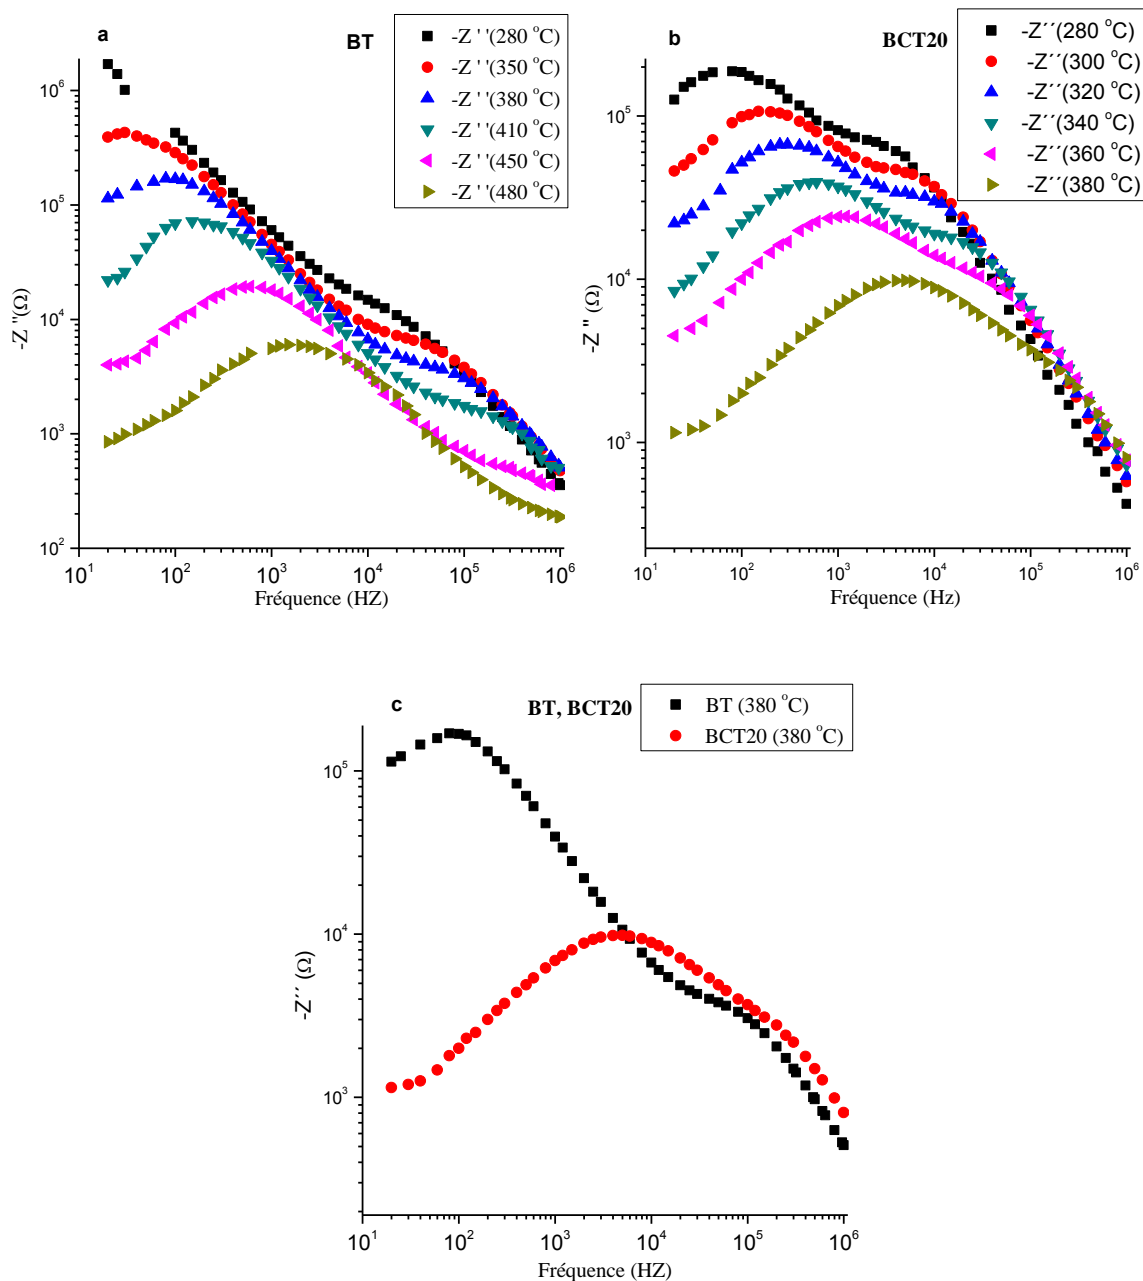 a
BT
-Z ' '(280 °C)
-Z ' '(350 °C)
-Z ' '(380 °C)
-Z ' '(410 °C)
-Z ' '(450 °C)
-Z ' '(480 °C)
10⁶
10⁵
10⁴
10³
10²
-Z ''(Ω)
10¹ 10² 10³ 10⁴ 10⁵ 10⁶
Fréquence (HZ)
b
BCT20
-Z´´(280 °C)
-Z´´(300 °C)
-Z´´(320 °C)
-Z´´(340 °C)
-Z´´(360 °C)
-Z´´(380 °C)
10⁵
10⁴
10³
-Z'' (Ω)
10¹ 10² 10³ 10⁴ 10⁵ 10⁶
Fréquence (Hz)
c
BT, BCT20
BT (380 °C)
BCT20 (380 °C)
10⁵
10⁴
10³
-Z´´ (Ω)
10¹ 10² 10³ 10⁴ 10⁵ 10⁶
Fréquence (HZ)